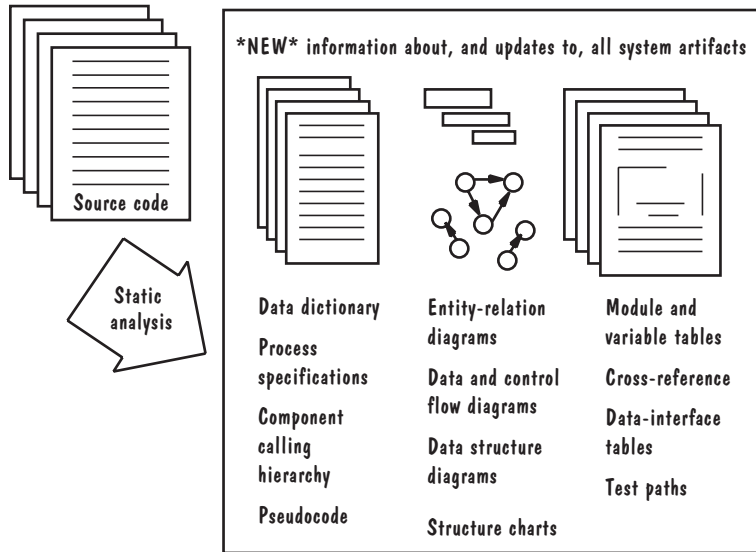 *NEW* information about, and updates to, all system artifacts
Source code
Static
analysis
Data dictionary
Process
specifications
Component
calling
hierarchy
Pseudocode
Entity-relation
diagrams
Data and control
flow diagrams
Data structure
diagrams
Structure charts
Module and
variable tables
Cross-reference
Data-interface
tables
Test paths